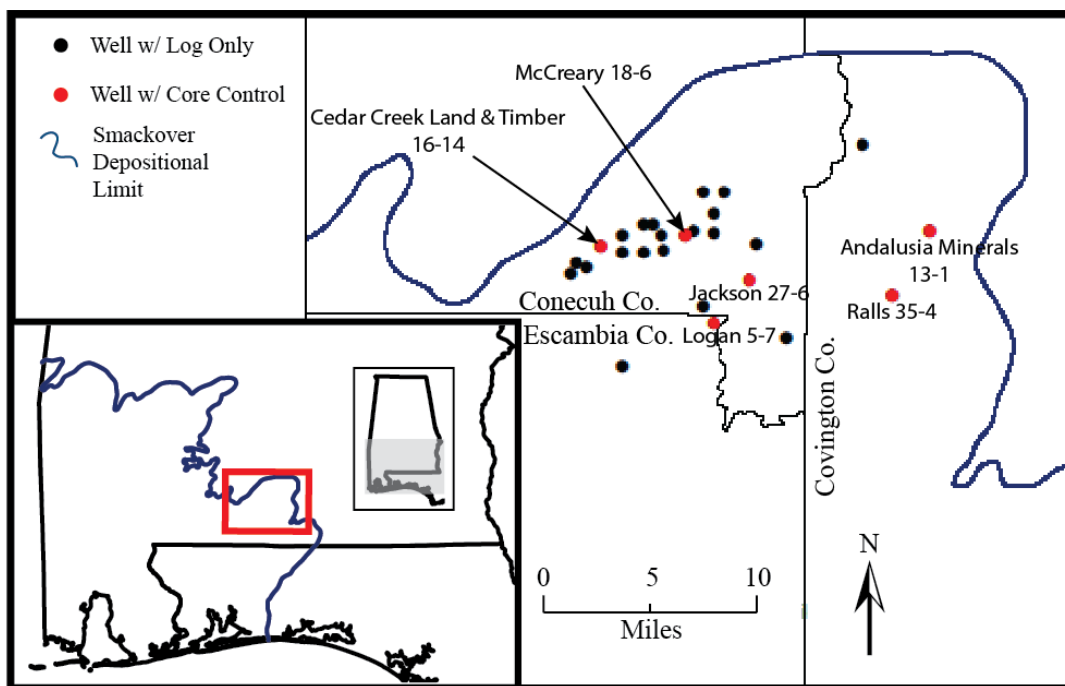 Well w/ Log Only
Well w/ Core Control
Smackover
Depositional
Limit
McCreary 18-6
Cedar Creek Land & Timber
16-14
Andalusia Minerals
13-1
Jackson 27-6
Ralls 35-4
Conecuh Co.
Escambia Co.
Logan 5-7
Covington Co.
N
0
5
10
Miles